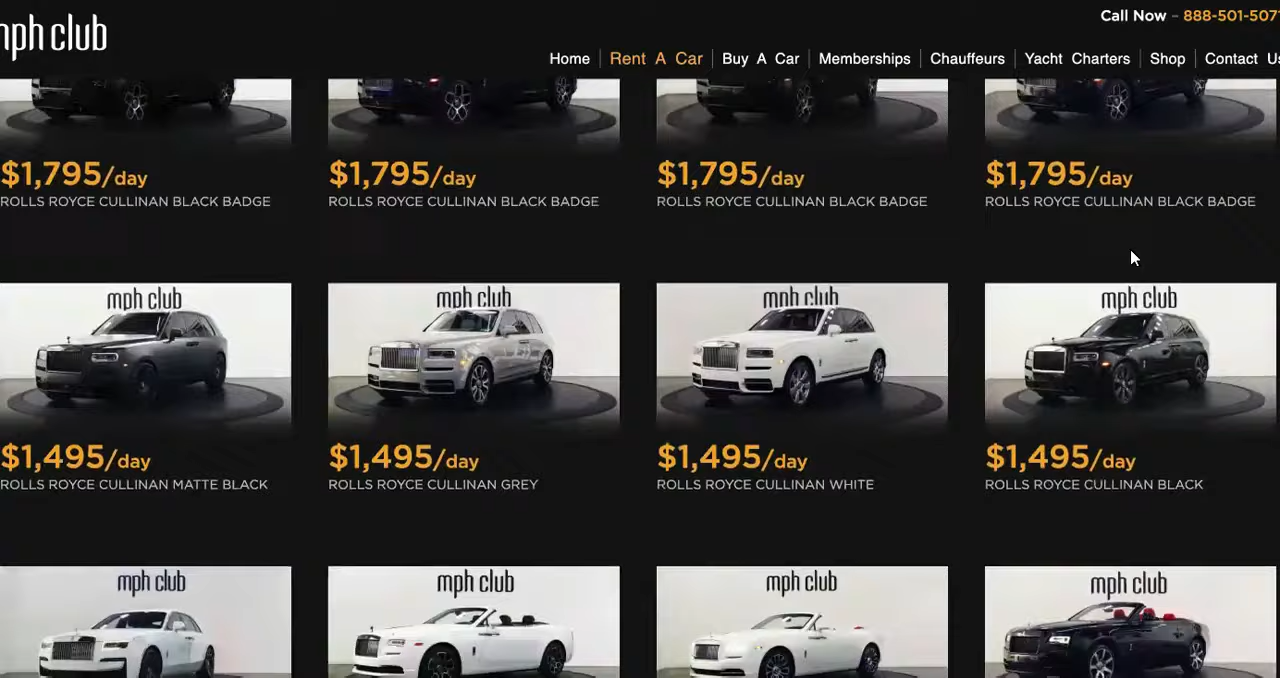 Call Now - 888-501-507
mph club
Home Rent A Car Buy A Car Memberships Chauffeurs Yacht Charters Shop Contact Us
$1,795/day $1,795/day $1,795/day $1,795/day
ROLLS ROYCE CULLINAN BLACK BADGE ROLLS ROYCE CULLINAN BLACK BADGE ROLLS ROYCE CULLINAN BLACK BADGE ROLLS ROYCE CULLINAN BLACK BADGE
mph club mph club mph club mph club
$1,495/day $1,495/day $1,495/day $1,495/day
ROLLS ROYCE CULLINAN MATTE BLACK ROLLS ROYCE CULLINAN GREY ROLLS ROYCE CULLINAN WHITE ROLLS ROYCE CULLINAN BLACK
mph club mph club mph club mph club